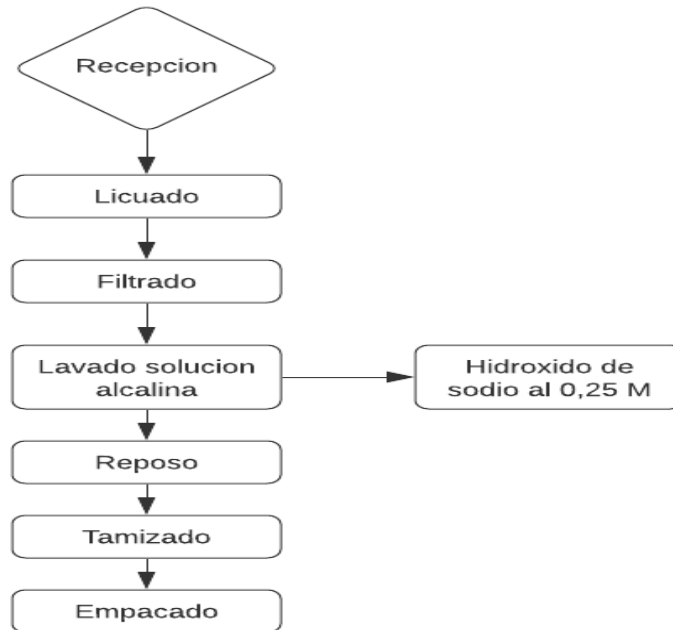 Recepcion
Licuado
Filtrado
Lavado solucion
alcalina
Hidroxido de
sodio al 0,25 M
Reposo
Tamizado
Empacado